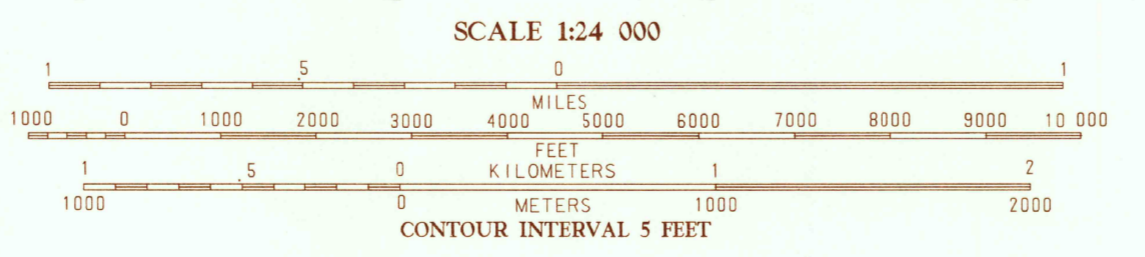 SCALE 1:24 000
1 .5 0 1
MILES
1000 0 1000 2000 3000 4000 5000 6000 7000 8000 9000 10 000
FEET
1 .5 0 KILOMETERS 1 2
1000 0 METERS 1000 2000
CONTOUR INTERVAL 5 FEET